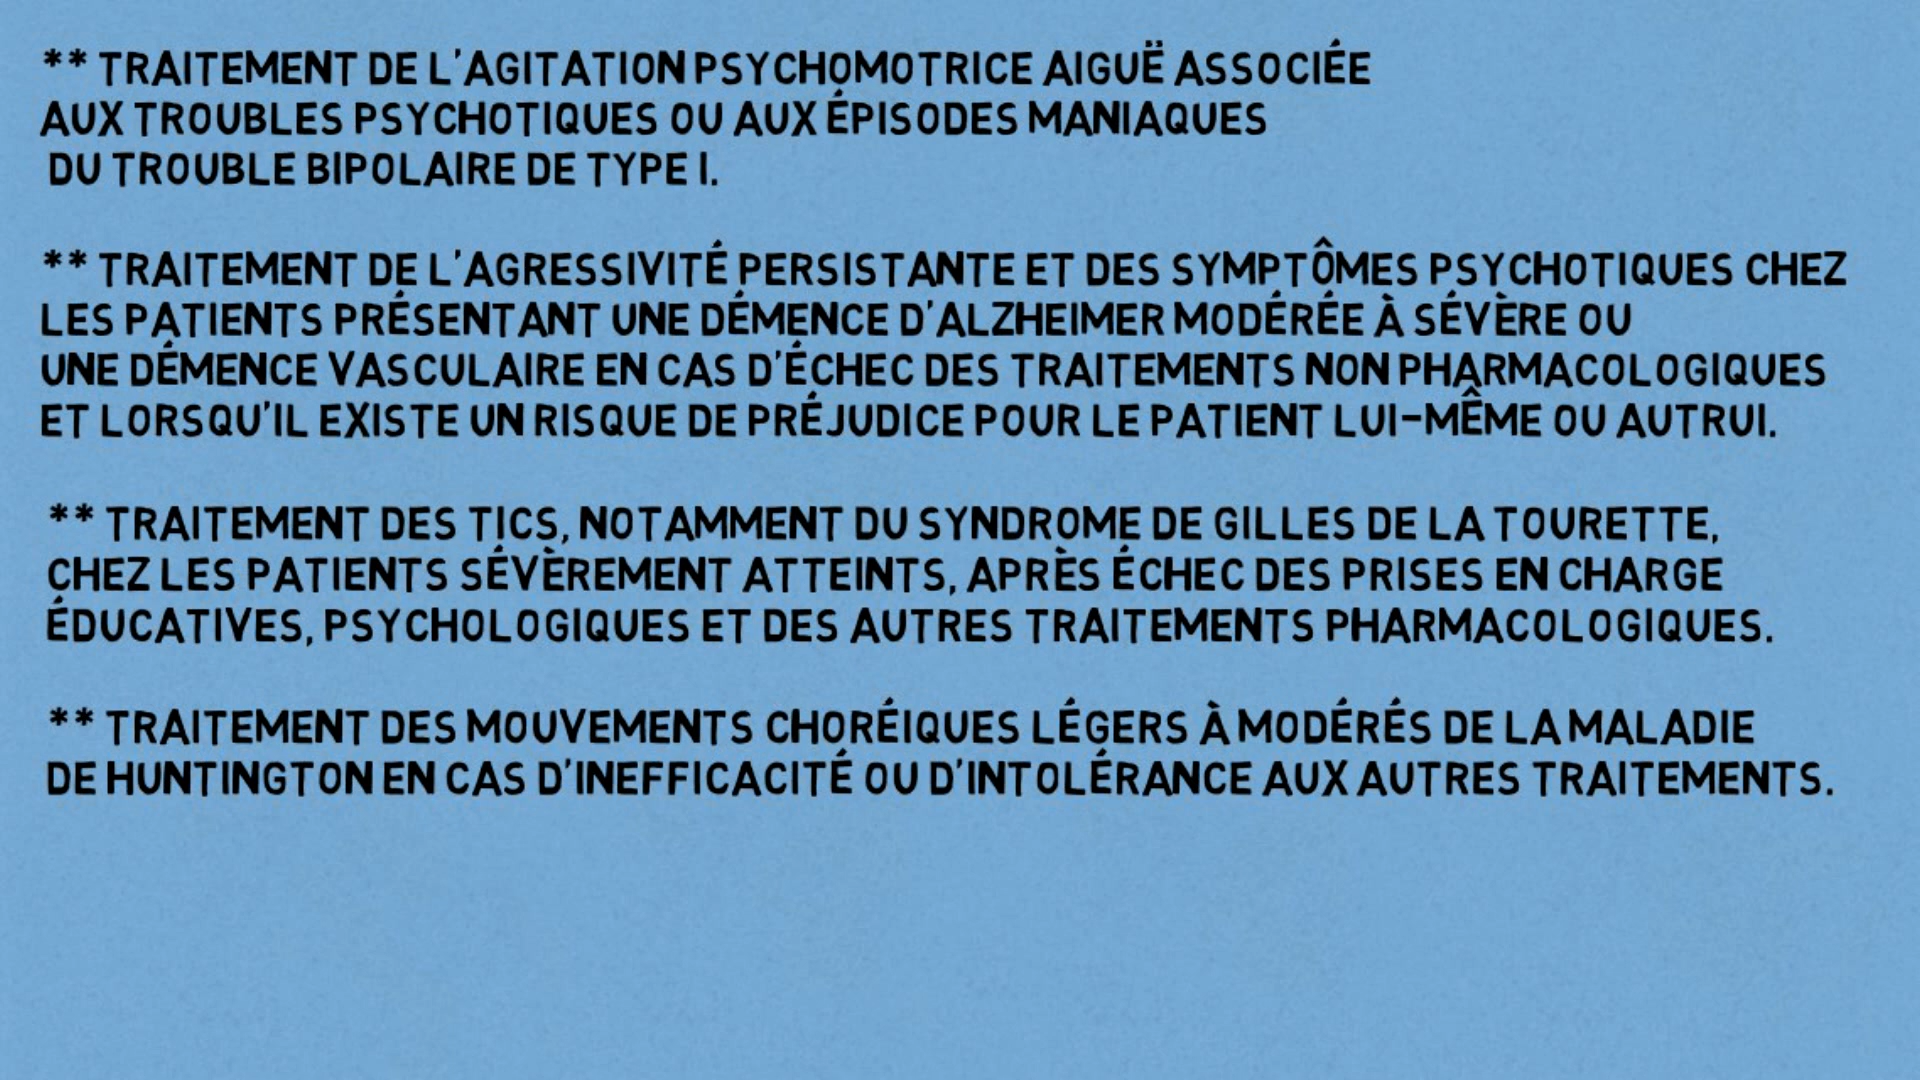 ** TRAITEMENT DE L'AGITATION PSYCHOMOTRICE AIGUË ASSOCIÉE
AUX TROUBLES PSYCHOTIQUES OU AUX ÉPISODES MANIAQUES
DU TROUBLE BIPOLAIRE DE TYPE I.
** TRAITEMENT DE L'AGRESSIVITÉ PERSISTANTE ET DES SYMPTÔMES PSYCHOTIQUES CHEZ
LES PATIENTS PRÉSENTANT UNE DÉMENCE D'ALZHEIMER MODÉRÉE À SÉVÈRE OU
UNE DÉMENCE VASCULAIRE EN CAS D'ÉCHEC DES TRAITEMENTS NON PHARMACOLOGIQUES
ET LORSQU'IL EXISTE UN RISQUE DE PRÉJUDICE POUR LE PATIENT LUI-MÊME OU AUTRUI.
** TRAITEMENT DES TICS, NOTAMMENT DU SYNDROME DE GILLES DE LA TOURETTE,
CHEZ LES PATIENTS SÉVÈREMENT ATTEINTS, APRÈS ÉCHEC DES PRISES EN CHARGE
ÉDUCATIVES, PSYCHOLOGIQUES ET DES AUTRES TRAITEMENTS PHARMACOLOGIQUES.
** TRAITEMENT DES MOUVEMENTS CHORÉIQUES LÉGERS À MODÉRÉS DE LA MALADIE
DE HUNTINGTON EN CAS D'INEFFICACITÉ OU D'INTOLÉRANCE AUX AUTRES TRAITEMENTS.